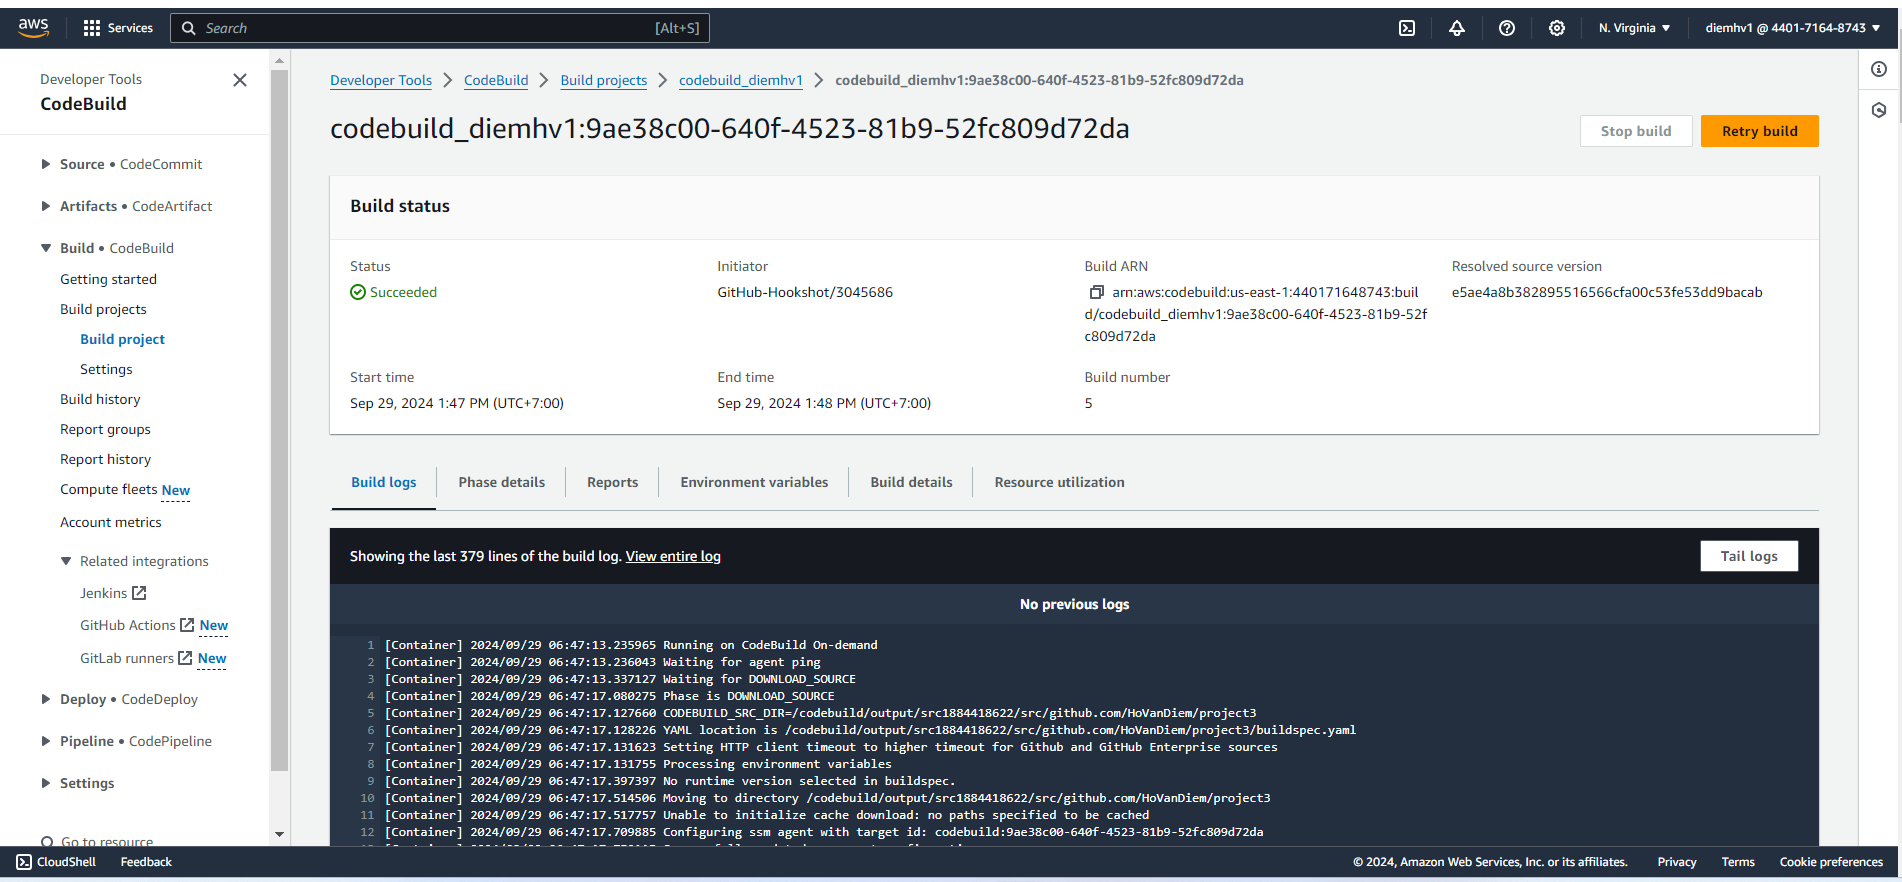 aws
Services
Search
[Alt+S]
N. Virginia
diemhv1 @ 4401-7164-8743
Developer Tools
CodeBuild
Source • CodeCommit
Artifacts • CodeArtifact
Build • CodeBuild
Getting started
Build projects
Build project
Settings
Build history
Report groups
Report history
Compute fleets New
Account metrics
Related integrations
Jenkins
GitHub Actions New
GitLab runners New
Deploy • CodeDeploy
Pipeline • CodePipeline
Settings
Go to resource
Developer Tools
CodeBuild
Build projects
codebuild_diemhv1
codebuild_diemhv1:9ae38c00-640f-4523-81b9-52fc809d72da
codebuild_diemhv1:9ae38c00-640f-4523-81b9-52fc809d72da
Stop build
Retry build
Build status
Status
Succeeded
Initiator
GitHub-Hookshot/3045686
Build ARN
arn:aws:codebuild:us-east-1:440171648743:buil
d/codebuild_diemhv1:9ae38c00-640f-4523-81b9-52f
c809d72da
Resolved source version
e5ae4a8b382895516566cfa00c53fe53dd9bacab
Start time
Sep 29, 2024 1:47 PM (UTC+7:00)
End time
Sep 29, 2024 1:48 PM (UTC+7:00)
Build number
5
Build logs
Phase details
Reports
Environment variables
Build details
Resource utilization
Showing the last 379 lines of the build log. View entire log
Tail logs
No previous logs
1 [Container] 2024/09/29 06:47:13.235965 Running on CodeBuild On-demand
2 [Container] 2024/09/29 06:47:13.236043 Waiting for agent ping
3 [Container] 2024/09/29 06:47:13.337127 Waiting for DOWNLOAD_SOURCE
4 [Container] 2024/09/29 06:47:17.080275 Phase is DOWNLOAD_SOURCE
5 [Container] 2024/09/29 06:47:17.127660 CODEBUILD_SRC_DIR=/codebuild/output/src1884418622/src/github.com/HoVanDiem/project3
6 [Container] 2024/09/29 06:47:17.128226 YAML location is /codebuild/output/src1884418622/src/github.com/HoVanDiem/project3/buildspec.yaml
7 [Container] 2024/09/29 06:47:17.131623 Setting HTTP client timeout to higher timeout for Github and GitHub Enterprise sources
8 [Container] 2024/09/29 06:47:17.131755 Processing environment variables
9 [Container] 2024/09/29 06:47:17.397397 No runtime version selected in buildspec.
10 [Container] 2024/09/29 06:47:17.514506 Moving to directory /codebuild/output/src1884418622/src/github.com/HoVanDiem/project3
11 [Container] 2024/09/29 06:47:17.517757 Unable to initialize cache download: no paths specified to be cached
12 [Container] 2024/09/29 06:47:17.709885 Configuring ssm agent with target id: codebuild:9ae38c00-640f-4523-81b9-52fc809d72da
CloudShell
Feedback
© 2024, Amazon Web Services, Inc. or its affiliates.
Privacy
Terms
Cookie preferences